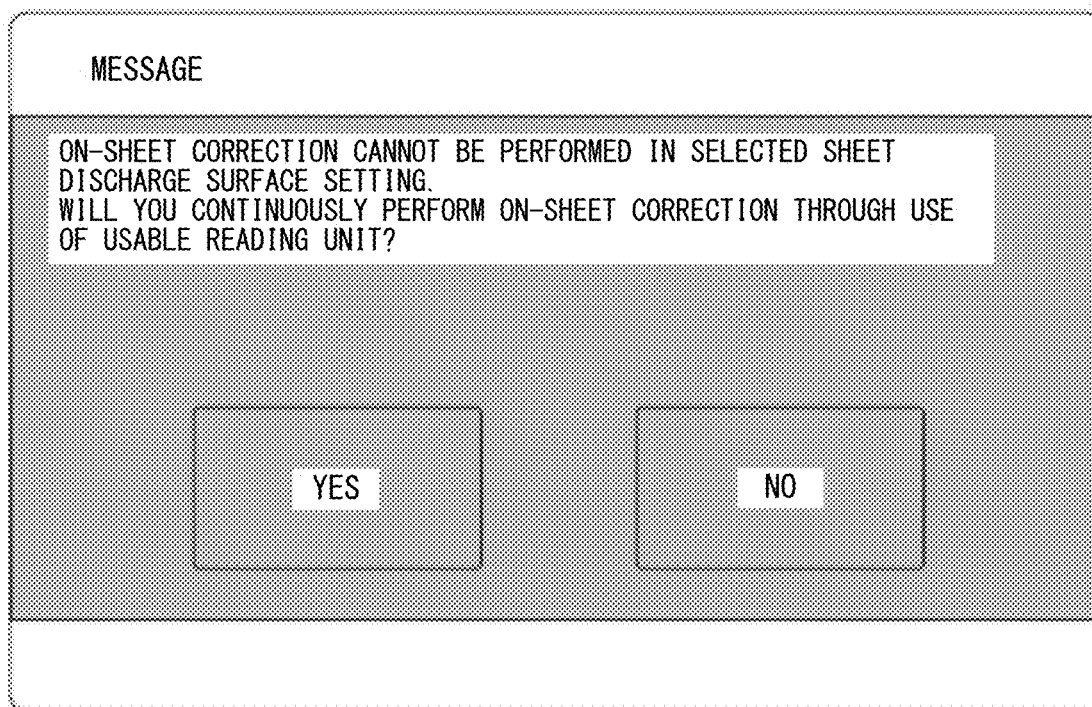 MESSAGE
ON-SHEET CORRECTION CANNOT BE PERFORMED IN SELECTED SHEET
DISCHARGE SURFACE SETTING.
WILL YOU CONTINUOUSLY PERFORM ON-SHEET CORRECTION THROUGH USE
OF USABLE READING UNIT?
YES
NO